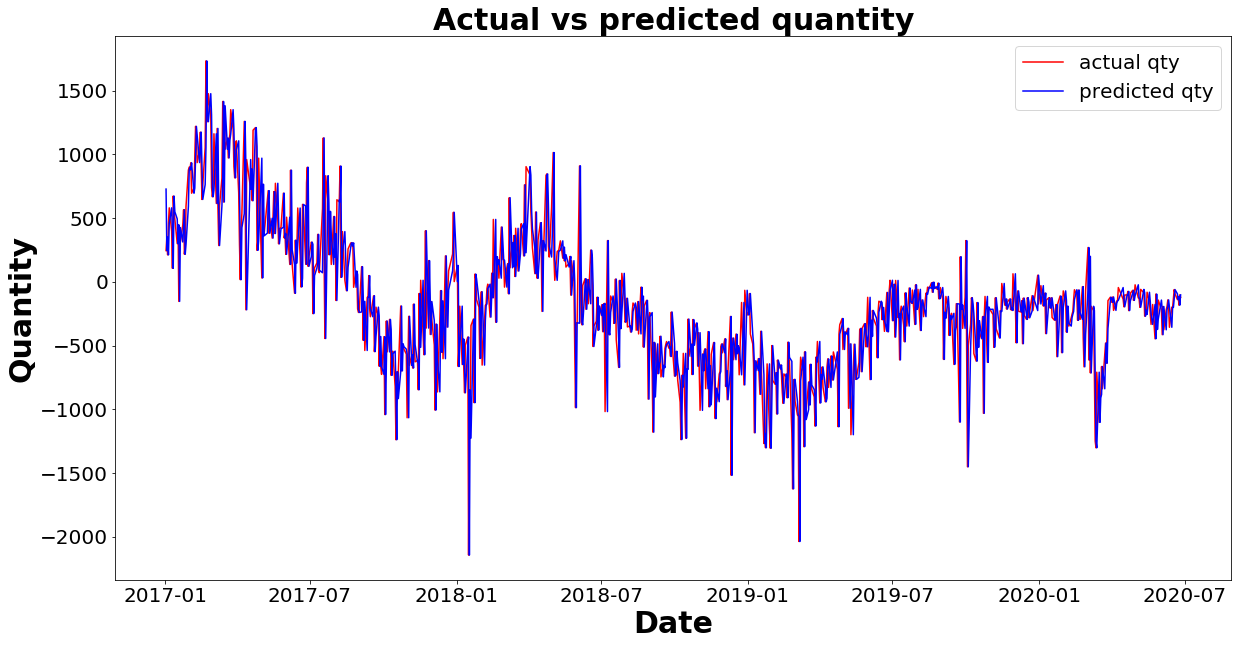 Actual vs predicted quantity
actual qty
predicted qty
1500
1000
500
0
−500
−1000
−1500
−2000
Quantity
2017-01 2017-07 2018-01 2018-07 2019-01 2019-07 2020-01 2020-07
Date